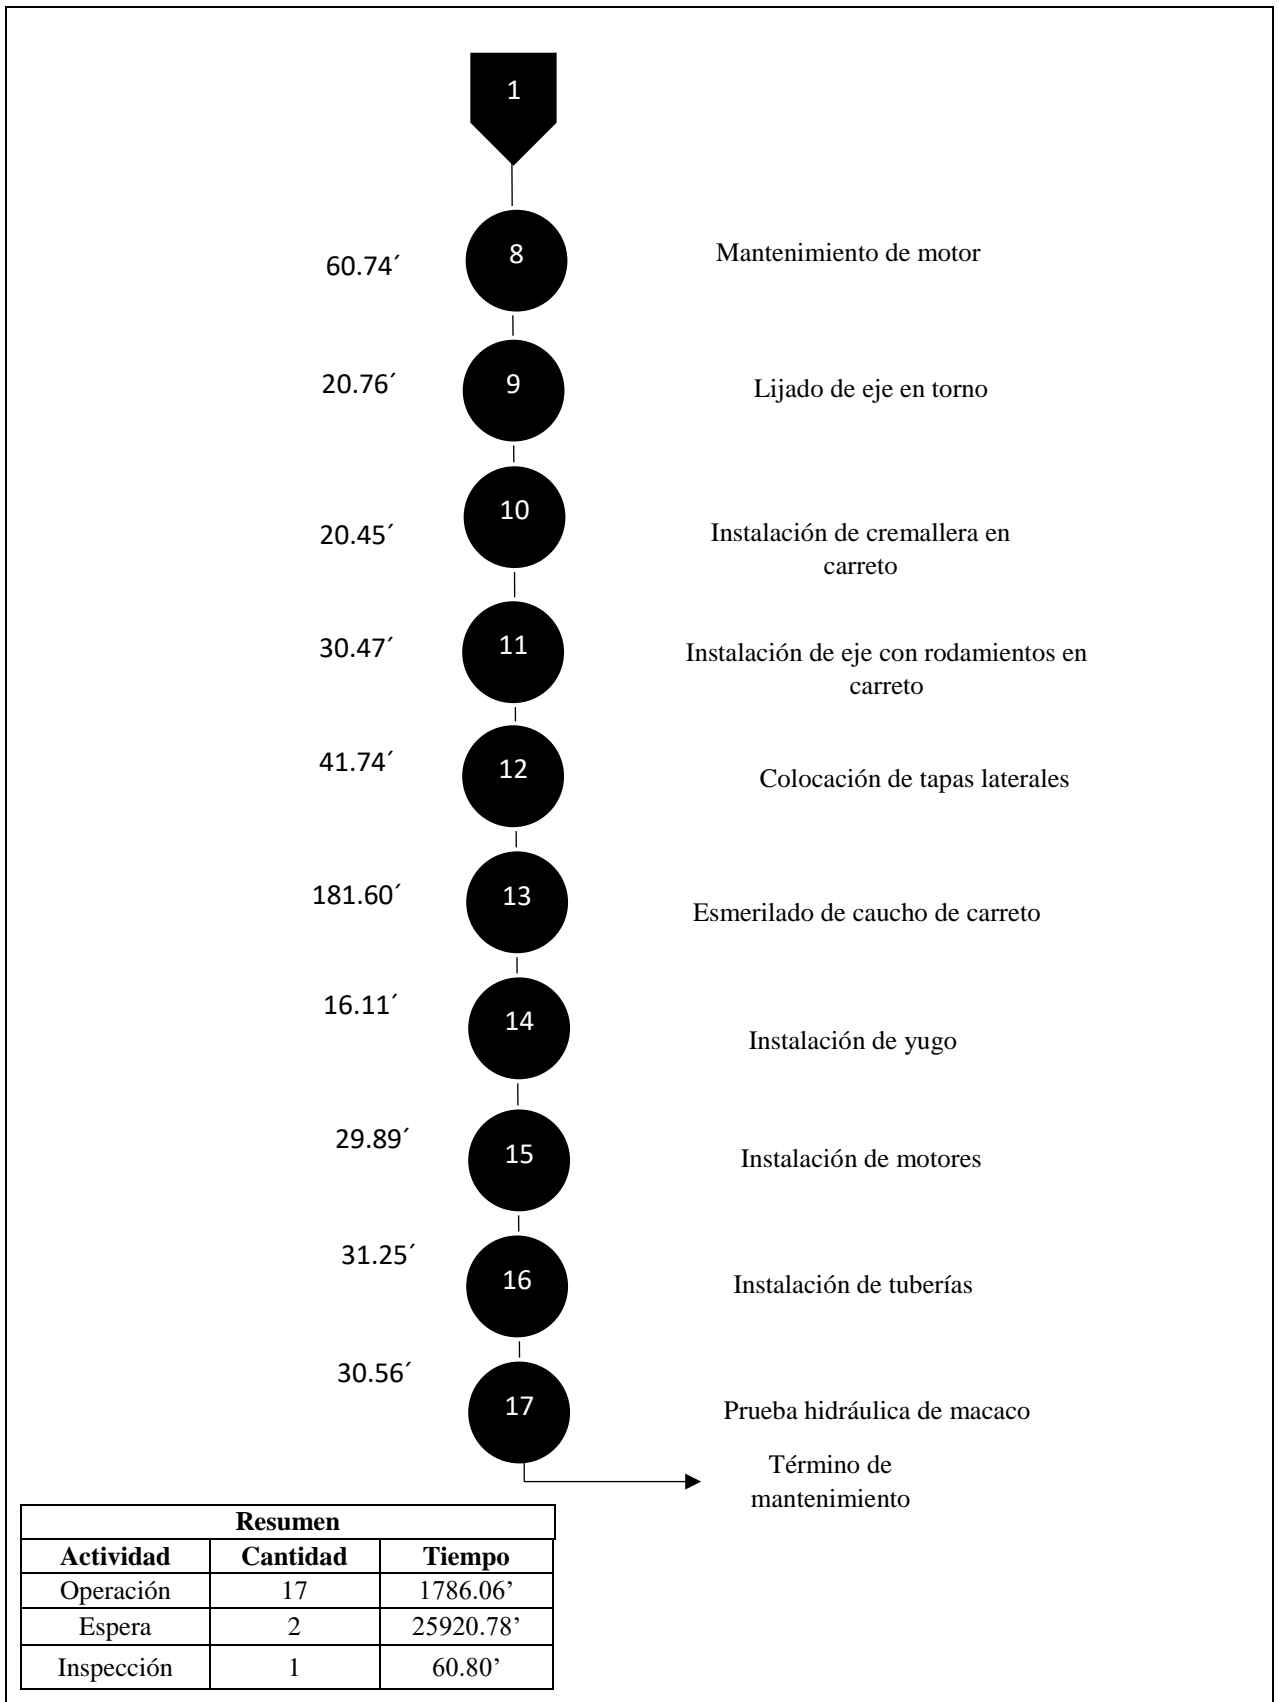 1
60.74´
8
Mantenimiento de motor
20.76´
9
Lijado de eje en torno
20.45´
10
Instalación de cremallera en
carreto
30.47´
11
Instalación de eje con rodamientos en
carreto
41.74´
12
Colocación de tapas laterales
181.60´
13
Esmerilado de caucho de carreto
16.11´
14
Instalación de yugo
29.89´
15
Instalación de motores
31.25´
16
Instalación de tuberías
30.56´
17
Prueba hidráulica de macaco
Término de
mantenimiento
Resumen
Actividad Cantidad Tiempo
Operación 17 1786.06’
Espera 2 25920.78’
Inspección 1 60.80’